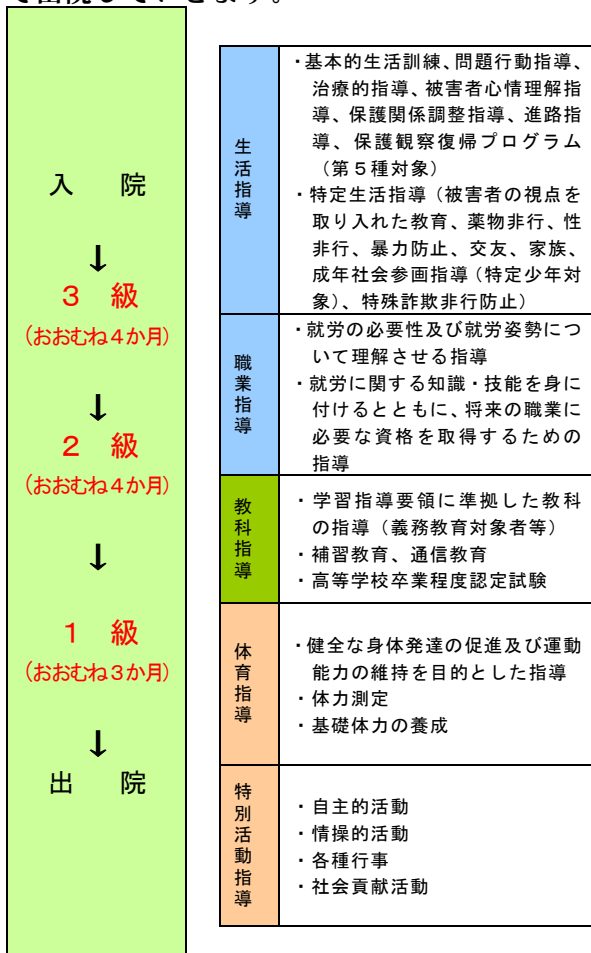 入　院
↓
３　級
（おおむね４か月）
↓
２　級
（おおむね４か月）
↓
１　級
（おおむね３か月）
↓
出　院
生活指導
・基本的生活訓練、問題行動指導、
治療的指導、被害者心情理解指
導、保護関係調整指導、進路指
導、保護観察復帰プログラム
（第５種対象）
・特定生活指導（被害者の視点を
取り入れた教育、薬物非行、性
非行、暴力防止、交友、家族、
成年社会参画指導（特定少年対
象）、特殊詐欺非行防止）
職業指導
・就労の必要性及び就労姿勢につ
いて理解させる指導
・就労に関する知識・技能を身に
付けるとともに、将来の職業に
必要な資格を取得するための
指導
教科指導
・学習指導要領に準拠した教科
の指導（義務教育対象者等）
・補習教育、通信教育
・高等学校卒業程度認定試験
体育指導
・健全な身体発達の促進及び運動
能力の維持を目的とした指導
・体力測定
・基礎体力の養成
特別活動指導
・自主的活動
・情操的活動
・各種行事
・社会貢献活動